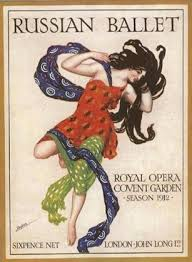 RUSSIAN BALLET
ROYAL OPERA
COVENT GARDEN
· SEASON 1912 ·
SIXPENCE NET
LONDON · JOHN LONG LTD